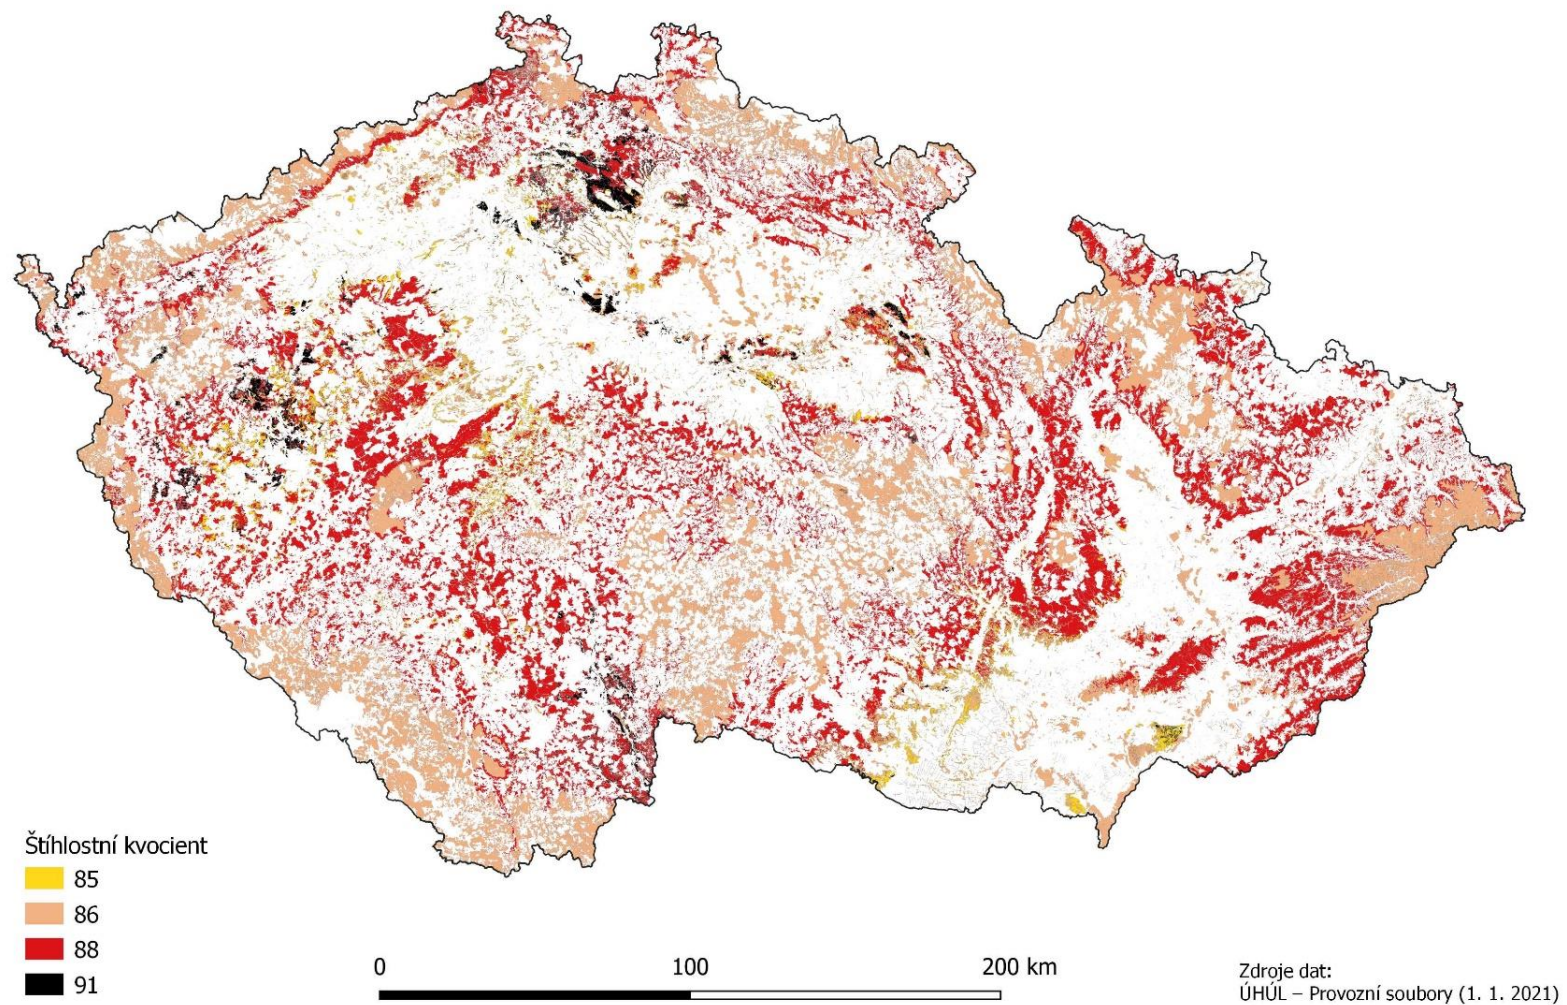 Štíhlostní kvocient
85
86
88
91
0 100 200 km
Zdroje dat:
ÚHÚL – Provozní soubory (1. 1. 2021)